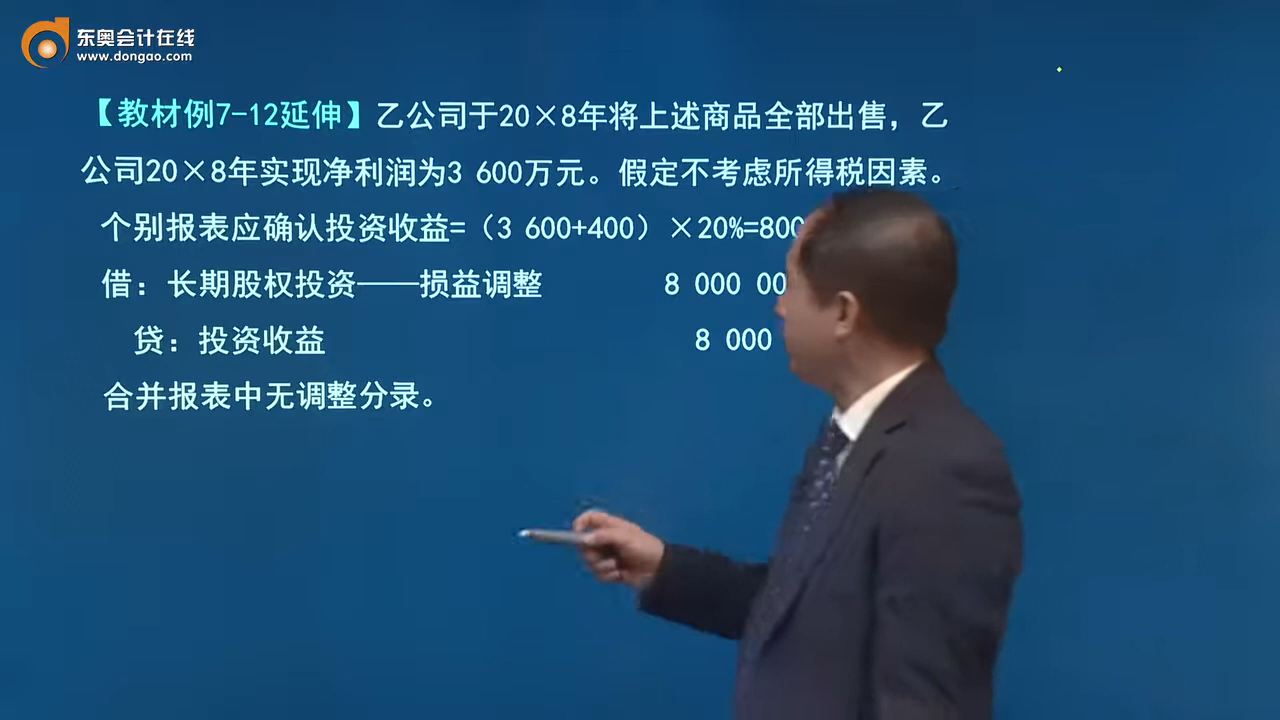 东奥会计在线
www.dongao.com
【教材例7-12延伸】乙公司于20×8年将上述商品全部出售，乙
公司20×8年实现净利润为3 600万元。假定不考虑所得税因素。
个别报表应确认投资收益=（3 600+400）×20%=800
借：长期股权投资——损益调整 8 000 00
贷：投资收益 8 000
合并报表中无调整分录。